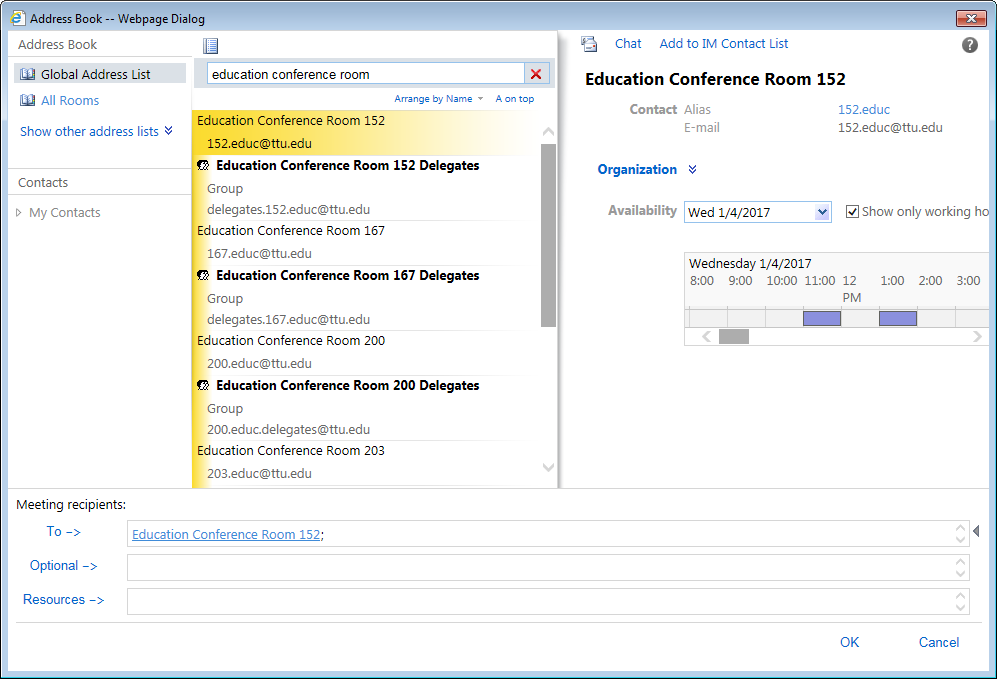 Address Book -- Webpage Dialog
Address Book
Global Address List
All Rooms
Show other address lists
Contacts
My Contacts
education conference room
Arrange by Name
A on top
Education Conference Room 152
152.educ@ttu.edu
Education Conference Room 152 Delegates
Group
delegates.152.educ@ttu.edu
Education Conference Room 167
167.educ@ttu.edu
Education Conference Room 167 Delegates
Group
delegates.167.educ@ttu.edu
Education Conference Room 200
200.educ@ttu.edu
Education Conference Room 200 Delegates
Group
200.educ.delegates@ttu.edu
Education Conference Room 203
203.educ@ttu.edu
Chat Add to IM Contact List
?
Education Conference Room 152
Contact Alias 152.educ
E-mail 152.educ@ttu.edu
Organization
Availability Wed 1/4/2017 Show only working ho
Wednesday 1/4/2017
8:00 9:00 10:00 11:00 12 1:00 2:00 3:00
PM
Meeting recipients:
To –> Education Conference Room 152;
Optional –>
Resources –>
OK Cancel